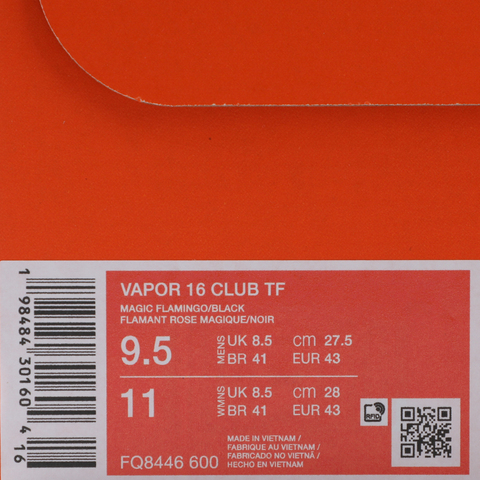 VAPOR 16 CLUB TF
MAGIC FLAMINGO/BLACK
FLAMANT ROSE MAGIQUE/NOIR
9.5 MENS UK 8.5 cm 27.5
BR 41 EUR 43
11 WMNS UK 8.5 cm 28
BR 41 EUR 43
RFID
MADE IN VIETNAM /
FABRIQUE AU VIETNAM /
FABRICADO NO VIETNÃ /
FQ8446 600 HECHO EN VIETNAM
1 98484 30160 4 16